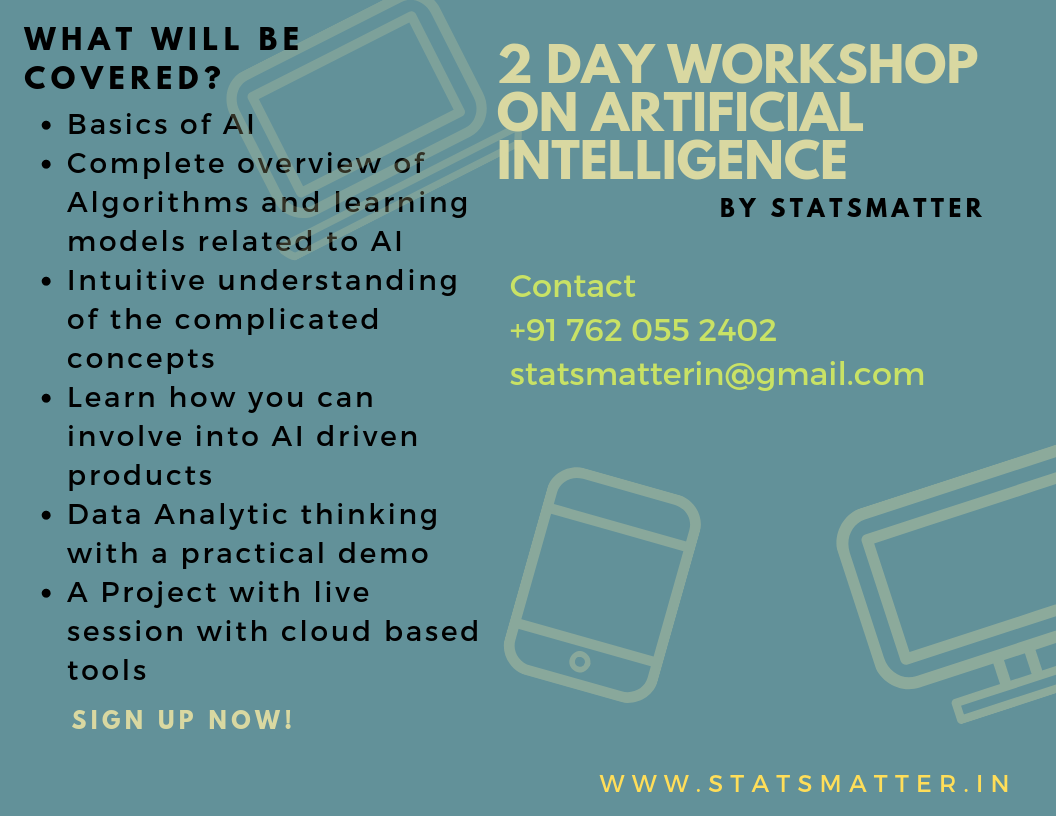 WHAT WILL BE
COVERED?
• Basics of AI
• Complete overview of
Algorithms and learning
models related to AI
• Intuitive understanding
of the complicated
concepts
• Learn how you can
involve into AI driven
products
• Data Analytic thinking
with a practical demo
• A Project with live
session with cloud based
tools
SIGN UP NOW!
2 DAY WORKSHOP
ON ARTIFICIAL
INTELLIGENCE
BY STATSMATTER
Contact
+91 762 055 2402
statsmatterin@gmail.com
WWW.STATSMATTER.IN